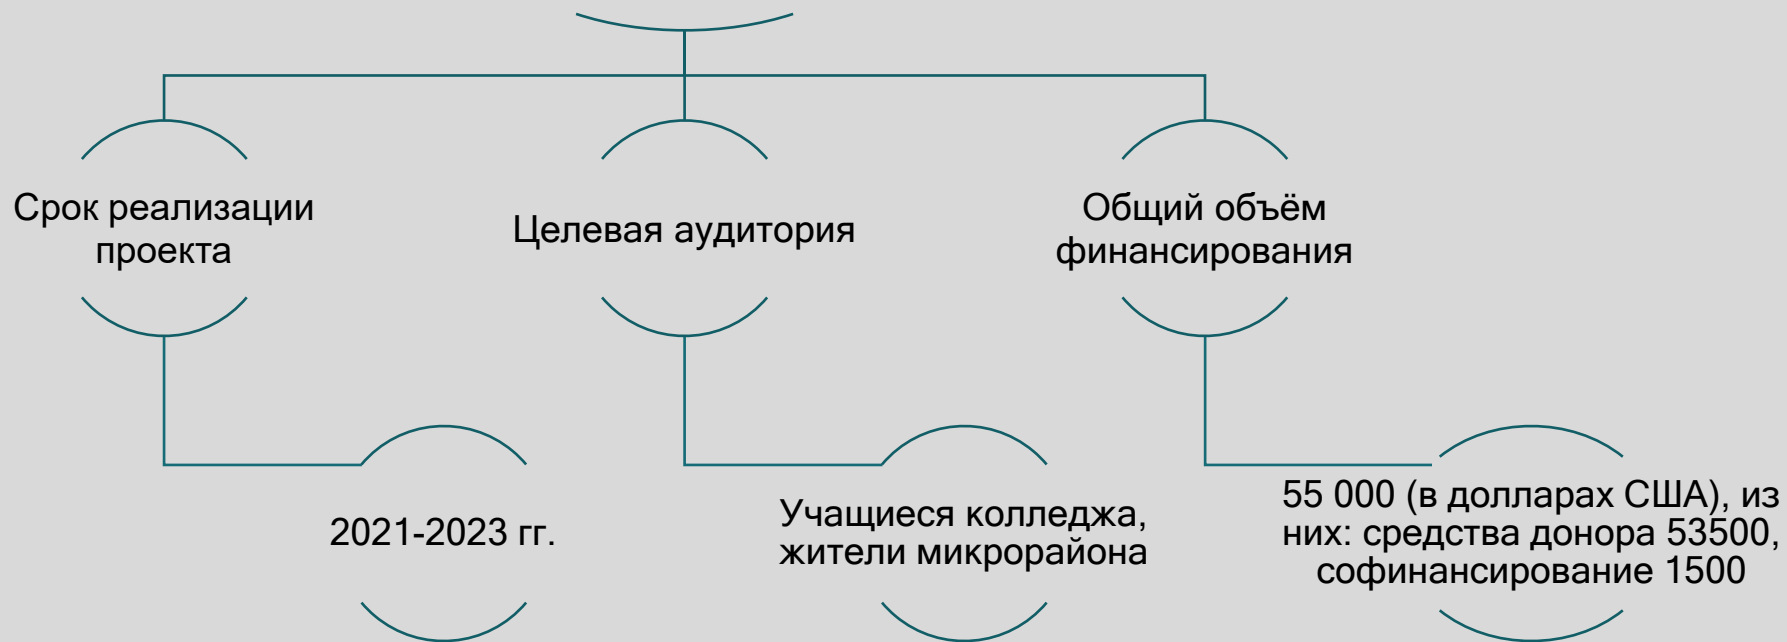 Срок реализации
проекта
Целевая аудитория
Общий объём
финансирования
2021-2023 гг.
Учащиеся колледжа,
жители микрорайона
55 000 (в долларах США), из
них: средства донора 53500,
софинансирование 1500